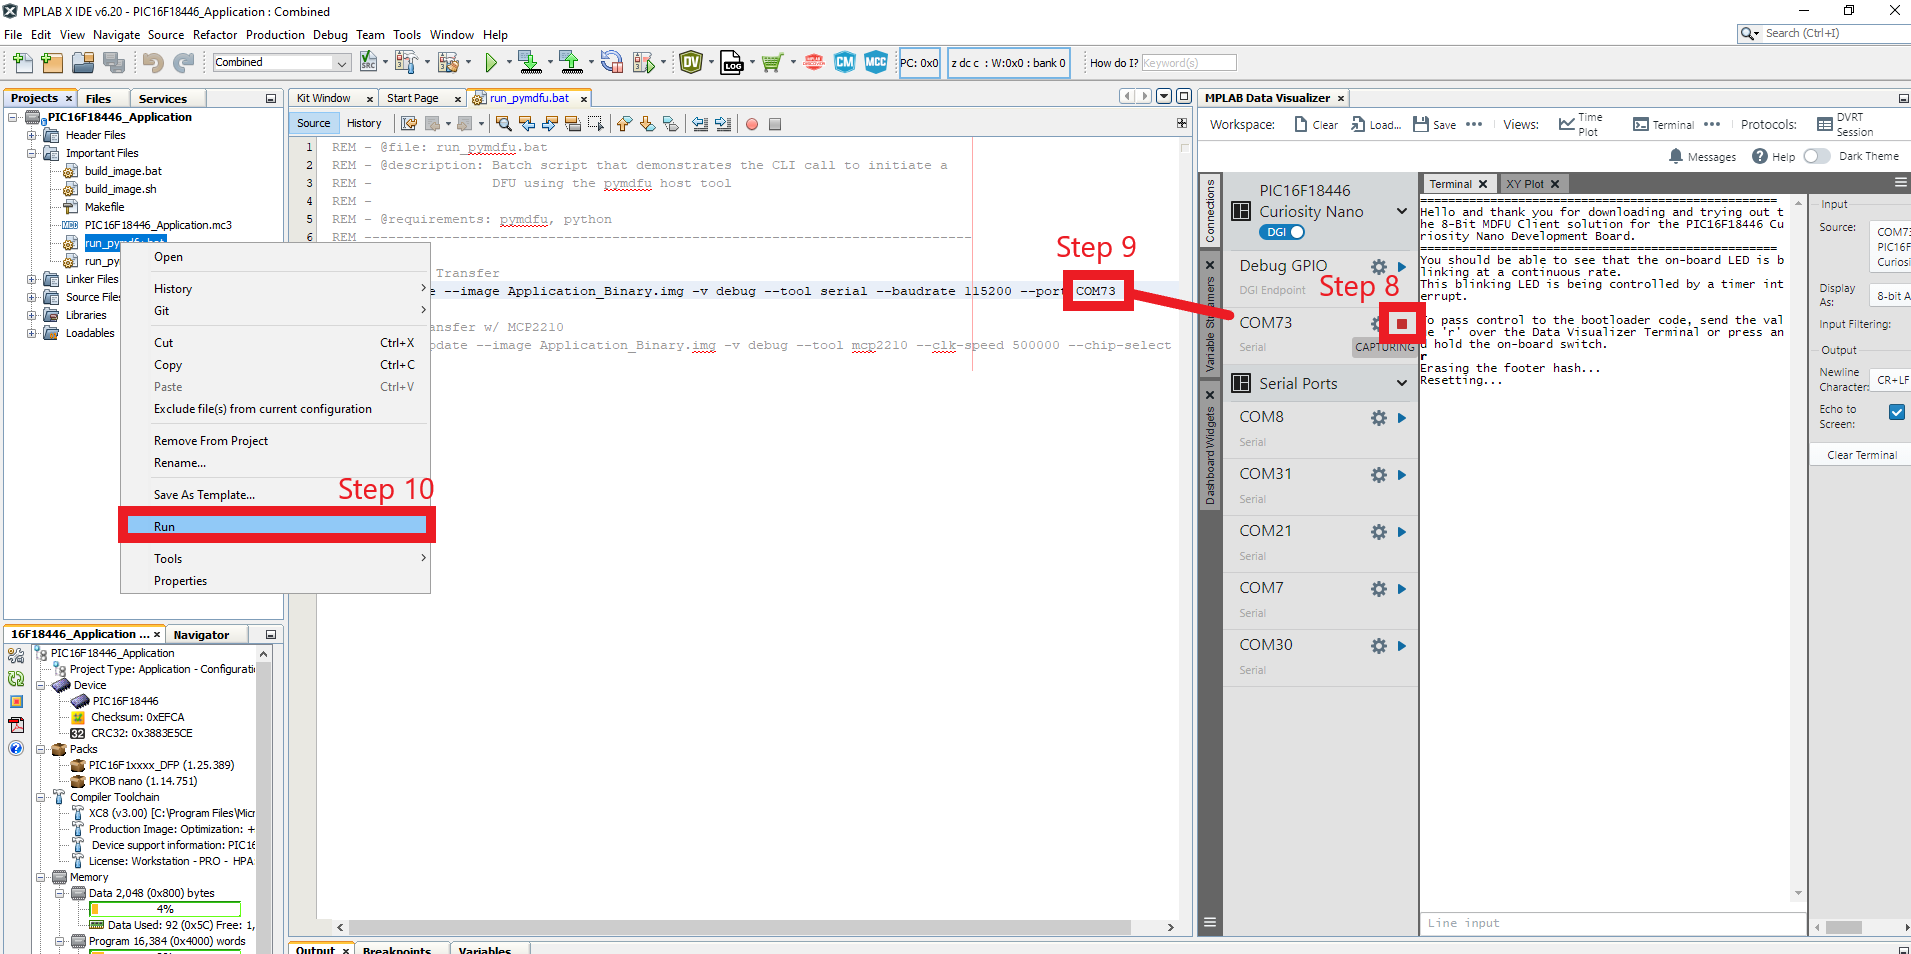 MPLAB X IDE v6.20 - PIC16F18446_Application : Combined
File Edit View Navigate Source Refactor Production Debug Team Tools Window Help
Search (Ctrl+I)
Combined
SRC
DV
LOG
CM
MCC
PC: 0x0
z dc c : W:0x0 : bank 0
How do I?
Keyword(s)
Projects
Files
Services
PIC16F18446_Application
Header Files
Important Files
build_image.bat
build_image.sh
Makefile
PIC16F18446_Application.mc3
run_pymdfu.bat
run_py
Linker Files
Source Files
Libraries
Loadables
Open
History
Git
Cut Ctrl+X
Copy Ctrl+C
Paste Ctrl+V
Exclude file(s) from current configuration
Remove From Project
Rename...
Save As Template...
Step 10
Run
Tools
Properties
16F18446_Application ...
Navigator
PIC16F18446_Application
Project Type: Application - Configuratio
Device
PIC16F18446
Checksum: 0xEFCA
32 CRC32: 0x3883E5CE
Packs
PIC16F1xxxx_DFP (1.25.389)
PKOB nano (1.14.751)
Compiler Toolchain
XC8 (v3.00) [C:\Program Files\Micr
Production Image: Optimization: +
Device support information: PIC16
License: Workstation - PRO - HPA
Memory
Data 2,048 (0x800) bytes
4%
Data Used: 92 (0x5C) Free: 1,
Program 16,384 (0x4000) words
Kit Window
Start Page
run_pymdfu.bat
Source
History
1 REM - @file: run_pymdfu.bat
2 REM - @description: Batch script that demonstrates the CLI call to initiate a
3 REM - DFU using the pymdfu host tool
4 REM -
5 REM - @requirements: pymdfu, python
6 REM --------------------------------------------------------------------------------
Transfer
e --image Application_Binary.img -v debug --tool serial --baudrate 115200 --port COM73
ransfer w/ MCP2210
pdate --image Application_Binary.img -v debug --tool mcp2210 --clk-speed 500000 --chip-select
Step 9
Output
Breakpoints
Variables
MPLAB Data Visualizer
Workspace: Clear Load... Save Views: Time Plot Terminal Protocols: DVRT Session
Messages Help Dark Theme
Connections
Variable Streamers
Dashboard Widgets
PIC16F18446
Curiosity Nano
DGI
Debug GPIO
DGI Endpoint
Step 8
COM73
Serial
CAPTURING
Serial Ports
COM8
Serial
COM31
Serial
COM21
Serial
COM7
Serial
COM30
Serial
Terminal
XY Plot
===================================================
Hello and thank you for downloading and trying out t
he 8-Bit MDFU Client solution for the PIC16F18446 Cu
riosity Nano Development Board.
===================================================
You should be able to see that the on-board LED is b
linking at a continuous rate.
This blinking LED is being controlled by a timer int
errupt.
To pass control to the bootloader code, send the val
e 'r' over the Data Visualizer Terminal or press an
d hold the on-board switch.
r
Erasing the footer hash...
Resetting...
Line input
Input
Source:
COM73
PIC16F
Curiosi
Display
As:
8-bit A
Input Filtering:
Output
Newline
Character:
CR+LF
Echo to
Screen:
Clear Terminal